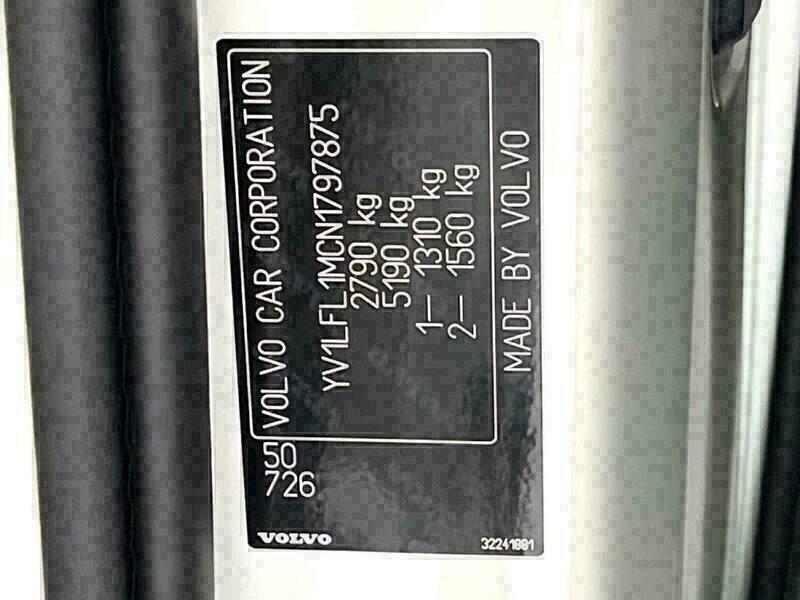 VOLVO CAR CORPORATION
YV1LFL1MCN1797875
2790 kg
5190 kg
1– 1310 kg
2– 1560 kg
MADE BY VOLVO
50
726
VOLVO